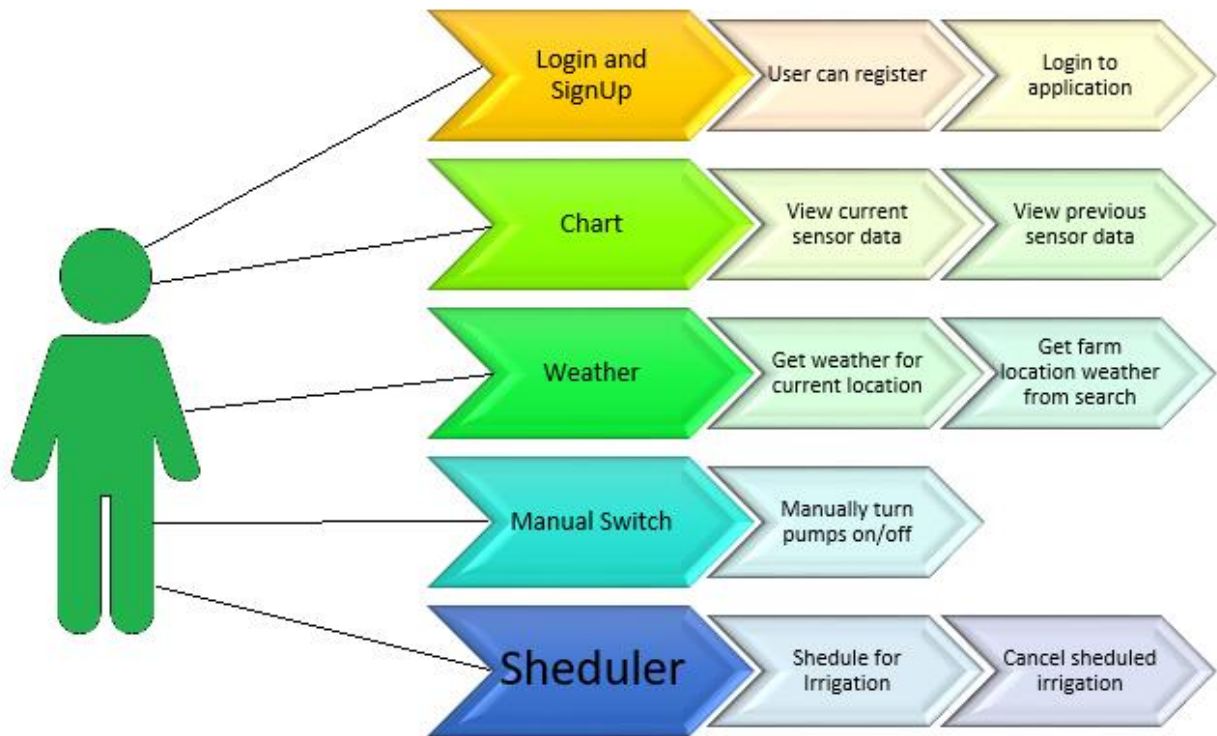 Login and
SignUp
User can register
Login to
application
Chart
View current
sensor data
View previous
sensor data
Weather
Get weather for
current location
Get farm
location weather
from search
Manual Switch
Manually turn
pumps on/off
Sheduler
Shedule for
Irrigation
Cancel sheduled
irrigation